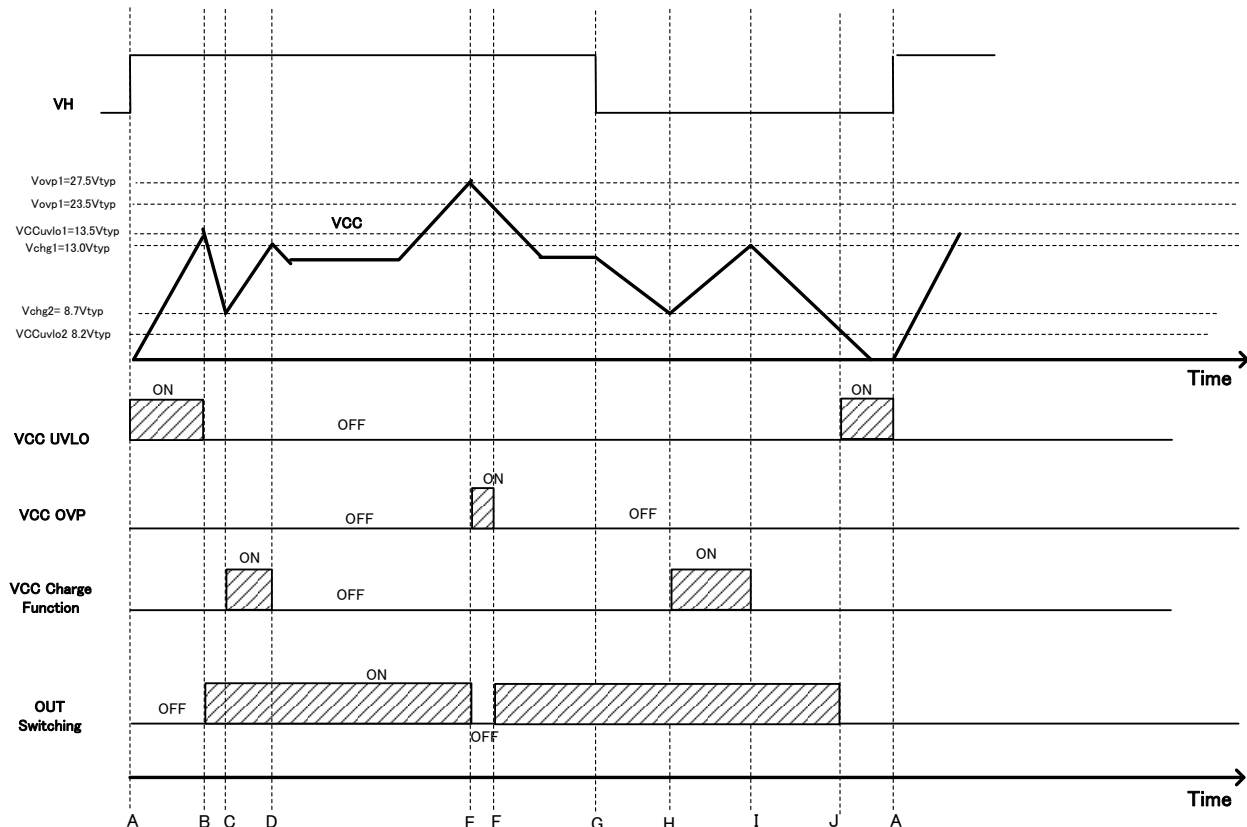 VH
Vovp1=27.5Vtyp
Vovp1=23.5Vtyp
VCCuvlo1=13.5Vtyp
Vchg1=13.0Vtyp
VCC
Vchg2= 8.7Vtyp
VCCuvlo2 8.2Vtyp
Time
ON
ON
VCC UVLO
OFF
ON
VCC OVP
OFF
OFF
ON
ON
VCC Charge
Function
OFF
ON
OUT
Switching
OFF
OFF
Time
A B C D E F G H I J A